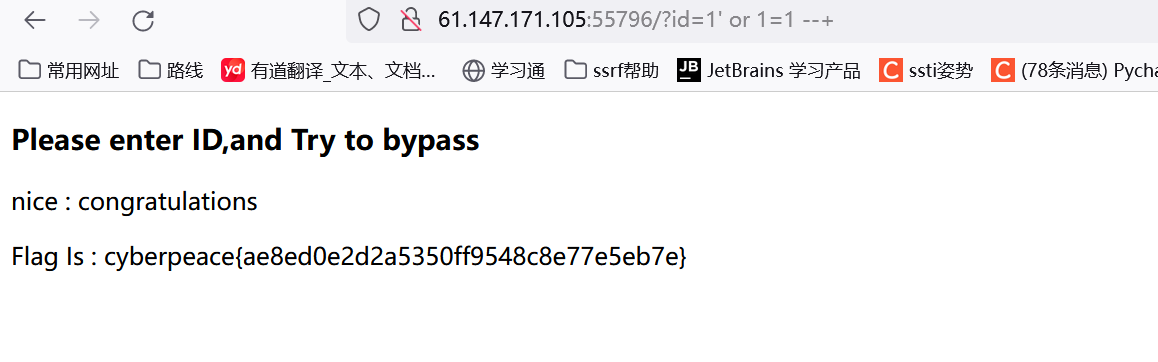 61.147.171.105:55796/?id=1' or 1=1 --+
常用网址 路线 yd 有道翻译_文本、文档... 学习通 ssrf帮助 JB JetBrains 学习产品 C ssti姿势 C (78条消息) Pycha
Please enter ID,and Try to bypass
nice : congratulations
Flag Is : cyberpeace{ae8ed0e2d2a5350ff9548c8e77e5eb7e}